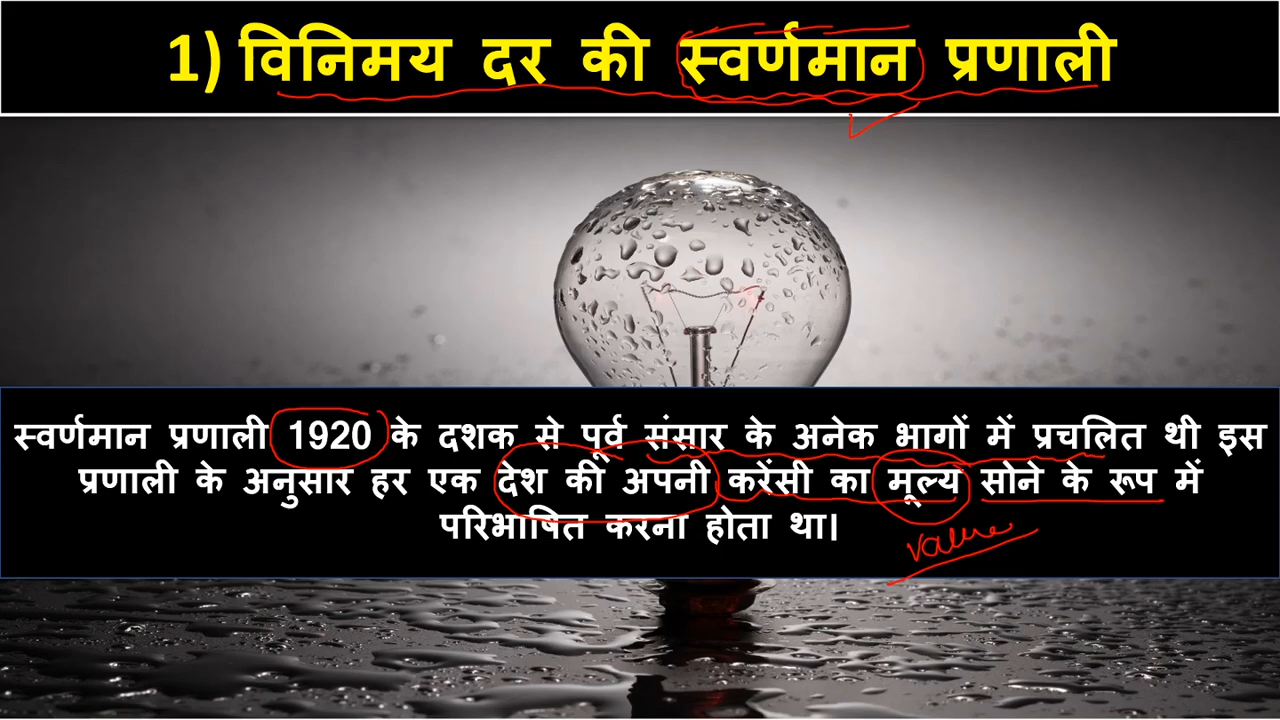 1) विनिमय दर की स्वर्णमान प्रणाली
स्वर्णमान प्रणाली 1920 के दशक से पूर्व संसार के अनेक भागों में प्रचलित थी इस
प्रणाली के अनुसार हर एक देश की अपनी करेंसी का मूल्य सोने के रूप में
परिभाषित करना होता था।
value